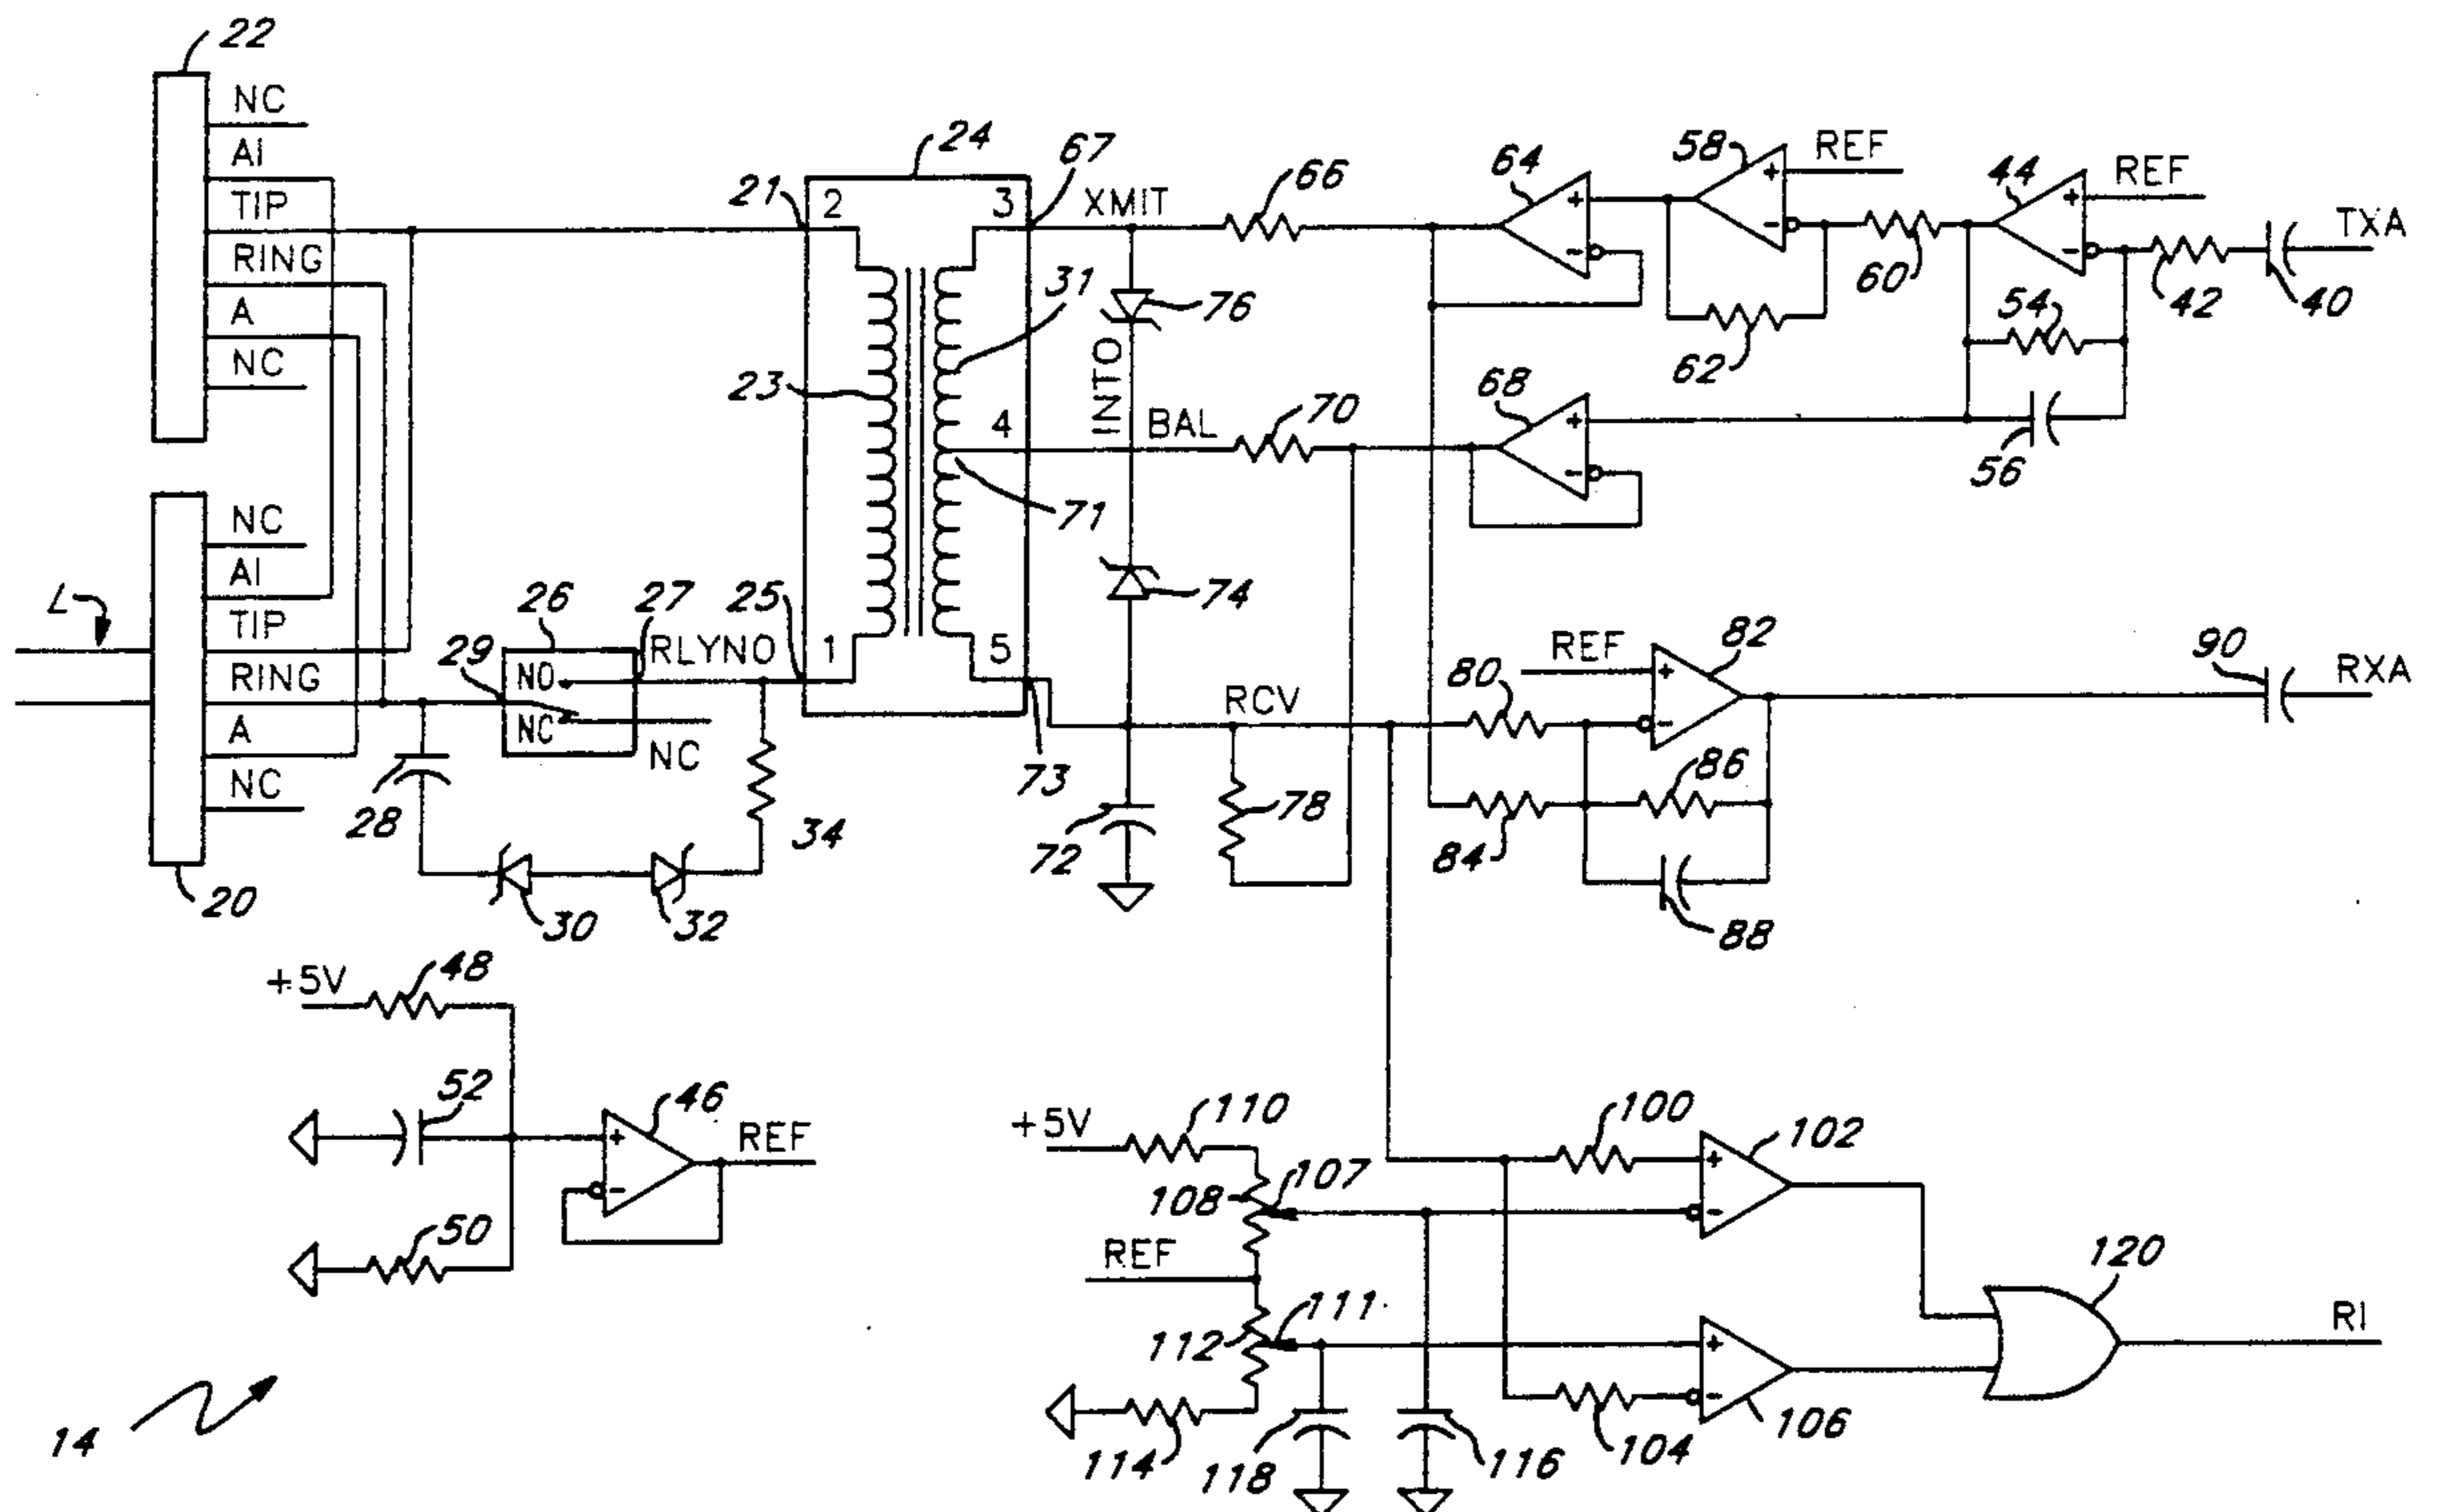 22
NC
AI
TIP
RING
A
NC
NC
AI
TIP
RING
A
NC
L
20
28
29
26
NO
NC
27
RLYNO
NC
30
32
34
25
21
24
2
3
1
4
5
23
31
71
67
73
XMIT
INTO
BAL
RCV
76
74
72
78
66
70
64
+
-
58
+
-
REF
44
+
-
REF
TXA
60
62
42
40
54
56
68
+
-
REF
80
82
+
-
84
86
88
90
RXA
+5V
48
52
50
46
+
-
REF
14
+5V
110
108
107
REF
112
111
114
118
116
100
102
+
-
104
106
+
-
120
RI